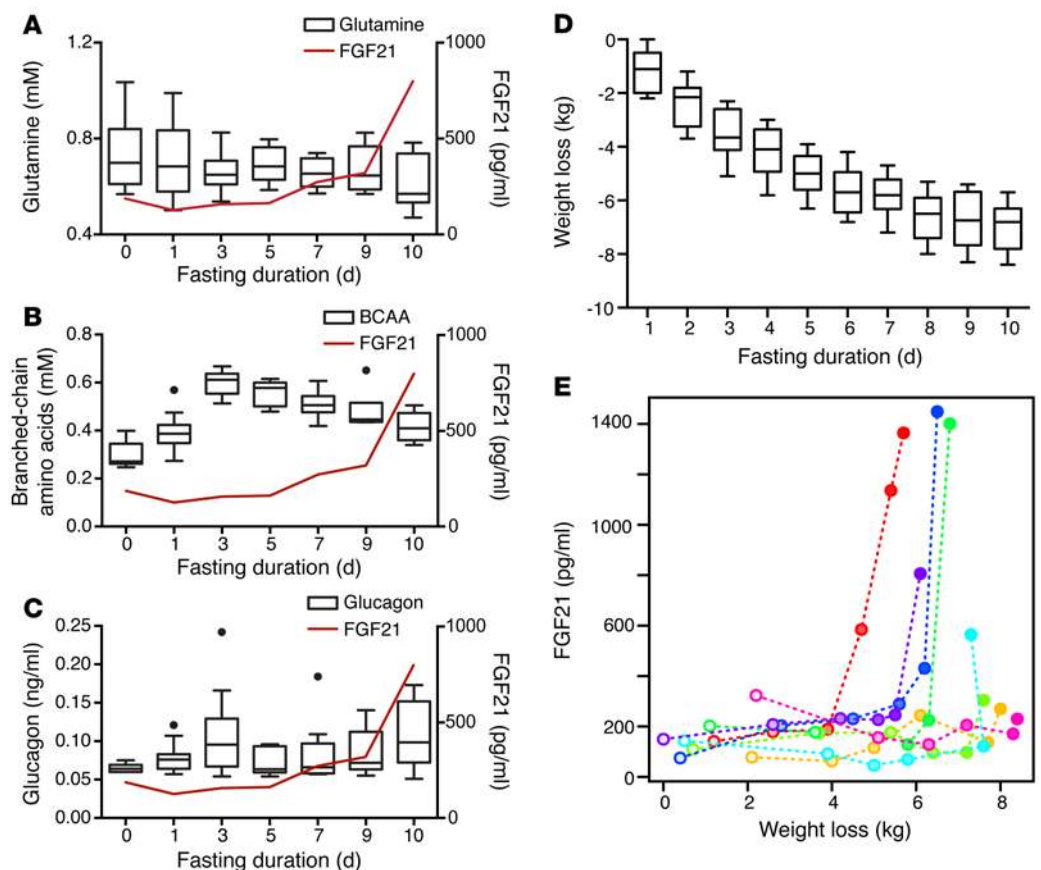 A
Glutamine
FGF21
1.2
0.8
0.4
1000
500
0
Glutamine (mM)
FGF21 (pg/ml)
0 1 3 5 7 9 10
Fasting duration (d)
B
BCAA
FGF21
0.8
0.6
0.4
0.2
0.0
1000
500
0
Branched-chain
amino acids (mM)
FGF21 (pg/ml)
0 1 3 5 7 9 10
Fasting duration (d)
C
Glucagon
FGF21
0.25
0.20
0.15
0.10
0.05
0.00
1000
500
0
Glucagon (ng/ml)
FGF21 (pg/ml)
0 1 3 5 7 9 10
Fasting duration (d)
D
0
-2
-4
-6
-8
-10
Weight loss (kg)
1 2 3 4 5 6 7 8 9 10
Fasting duration (d)
E
1400
1000
600
200
0
FGF21 (pg/ml)
0 2 4 6 8
Weight loss (kg)